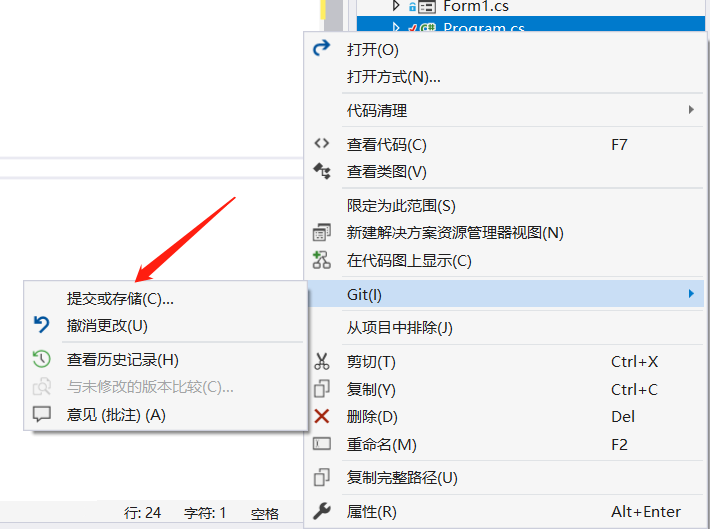 Form1.cs
Program.cs
打开(O)
打开方式(N)...
代码清理
查看代码(C) F7
查看类图(V)
限定为此范围(S)
新建解决方案资源管理器视图(N)
在代码图上显示(C)
Git(I)
从项目中排除(J)
剪切(T) Ctrl+X
复制(Y) Ctrl+C
删除(D) Del
重命名(M) F2
复制完整路径(U)
属性(R) Alt+Enter
提交或存储(C)...
撤消更改(U)
查看历史记录(H)
与未修改的版本比较(C)...
意见 (批注) (A)
行: 24 字符: 1 空格